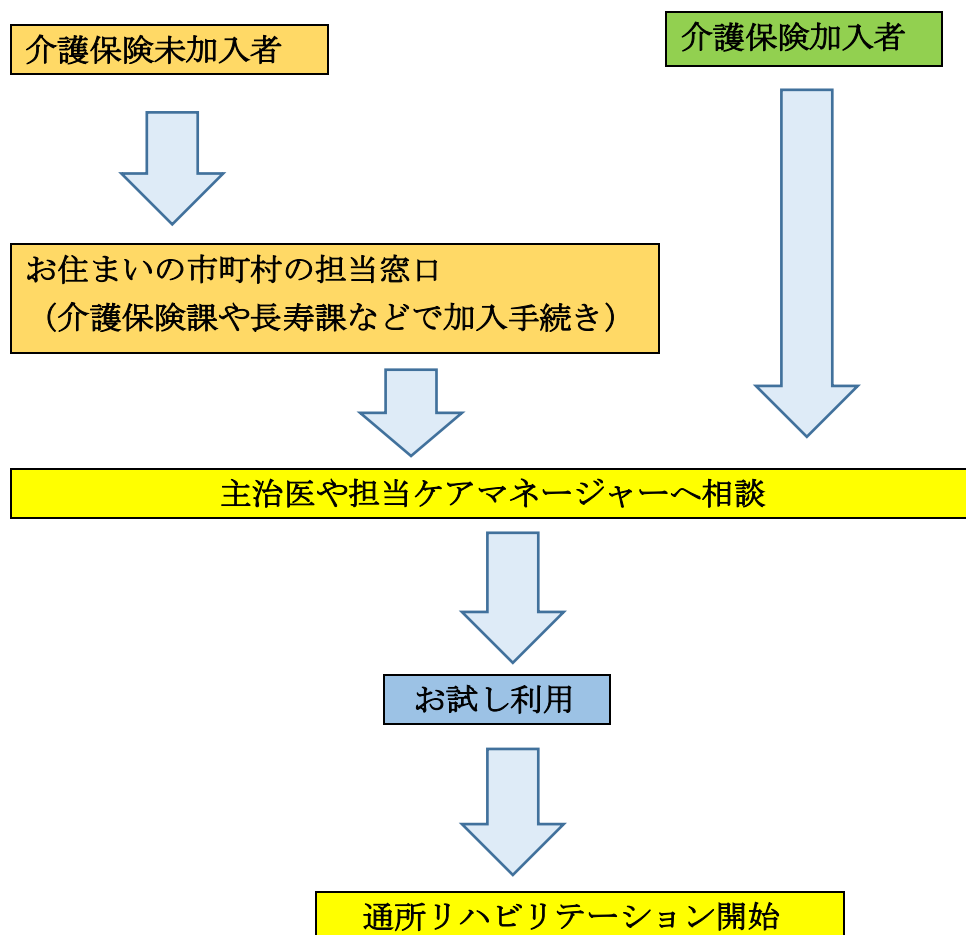 介護保険未加入者
介護保険加入者
お住まいの市町村の担当窓口
（介護保険課や長寿課などで加入手続き）
主治医や担当ケアマネージャーへ相談
お試し利用
通所リハビリテーション開始